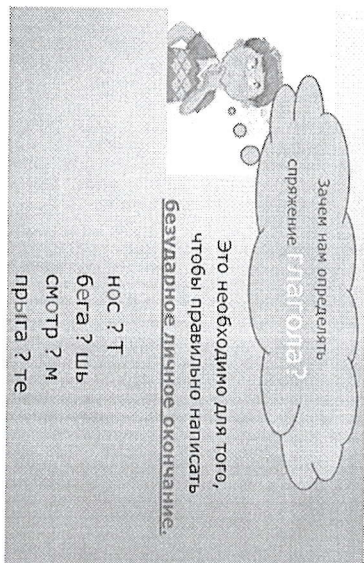 Зачем нам определять
спряжение глагола?
Это необходимо для того,
чтобы правильно написать
безударное личное окончание.
нос ? т
бега ? шь
смотр ? м
прыга ? те